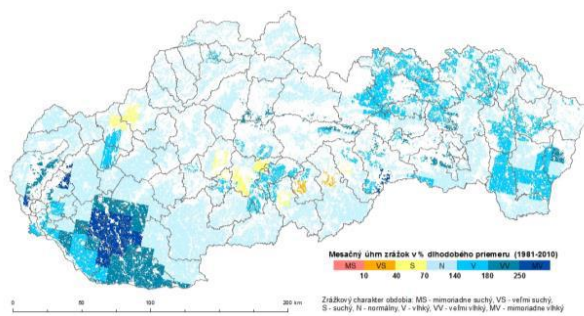 Mesačný úhrn zrážok v % dlhodobého priemeru (1981-2010)
MS VS S N V VV MV
10 40 70 140 180 250
Zrážkový charakter obdobia: MS - mimoriadne suchý, VS - veľmi suchý,
S - suchý, N - normálny, V - vlhký, VV - veľmi vlhký, MV - mimoriadne vlhký
0 50 100 200 km